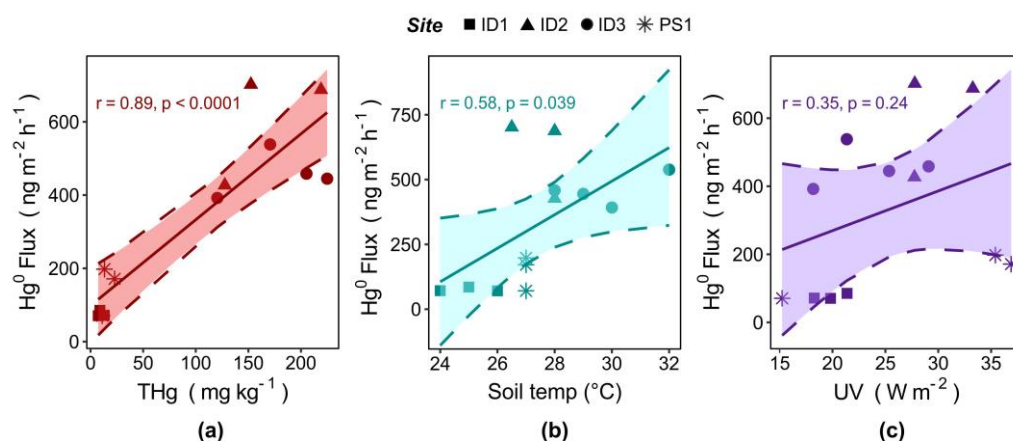 Site ID1 ID2 ID3 PS1
r = 0.89, p < 0.0001
Hg⁰ Flux ( ng m⁻² h⁻¹ )
600
400
200
0
0 50 100 150 200
THg ( mg kg⁻¹ )
(a)
r = 0.58, p = 0.039
Hg⁰ Flux ( ng m⁻² h⁻¹ )
750
500
250
0
24 26 28 30 32
Soil temp (°C)
(b)
r = 0.35, p = 0.24
Hg⁰ Flux ( ng m⁻² h⁻¹ )
600
400
200
0
15 20 25 30 35
UV ( W m⁻² )
(c)